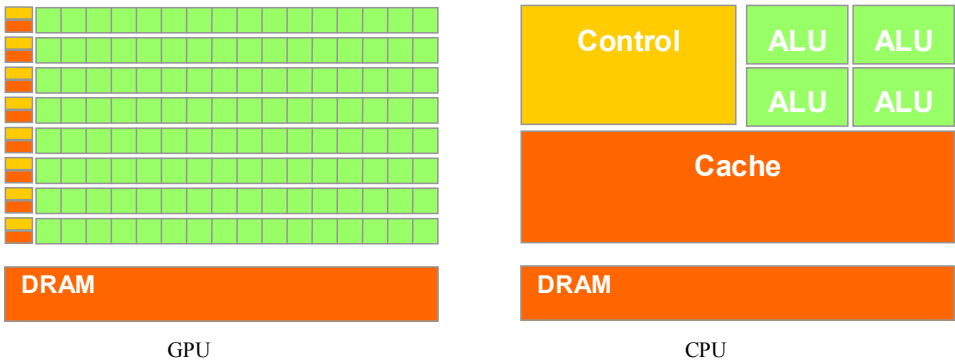 Control
ALU ALU
ALU ALU
Cache
DRAM
DRAM
GPU
CPU